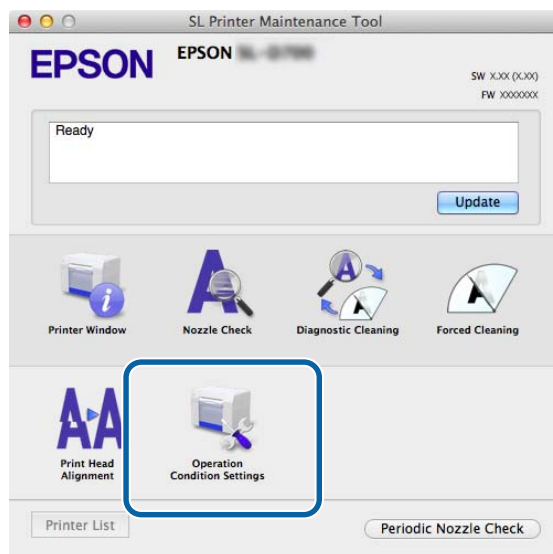 SL Printer Maintenance Tool
EPSON
EPSON
SW X.XX (X.XX)
FW XXXXXXX
Ready
Update
Printer Window
Nozzle Check
Diagnostic Cleaning
Forced Cleaning
Print Head
Alignment
Operation
Condition Settings
Printer List
Periodic Nozzle Check